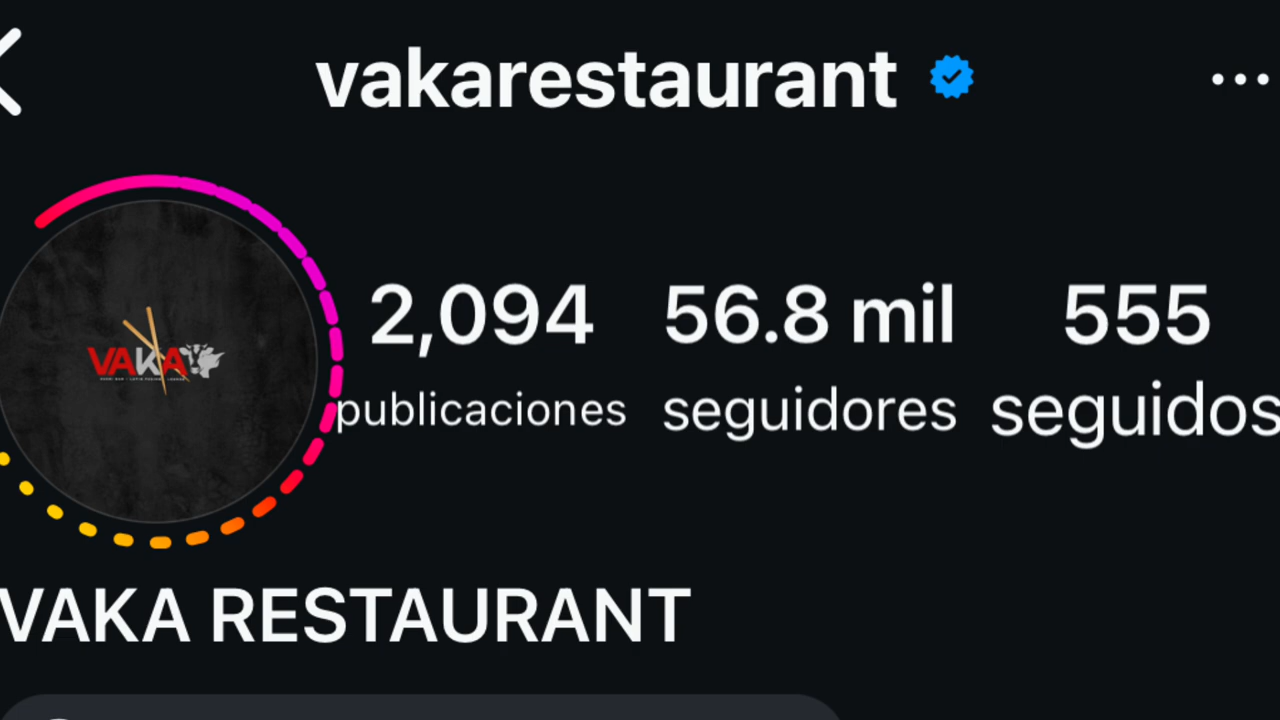 vakarestaurant
2,094 56.8 mil 555
publicaciones seguidores seguidos
VAKA
VAKA RESTAURANT